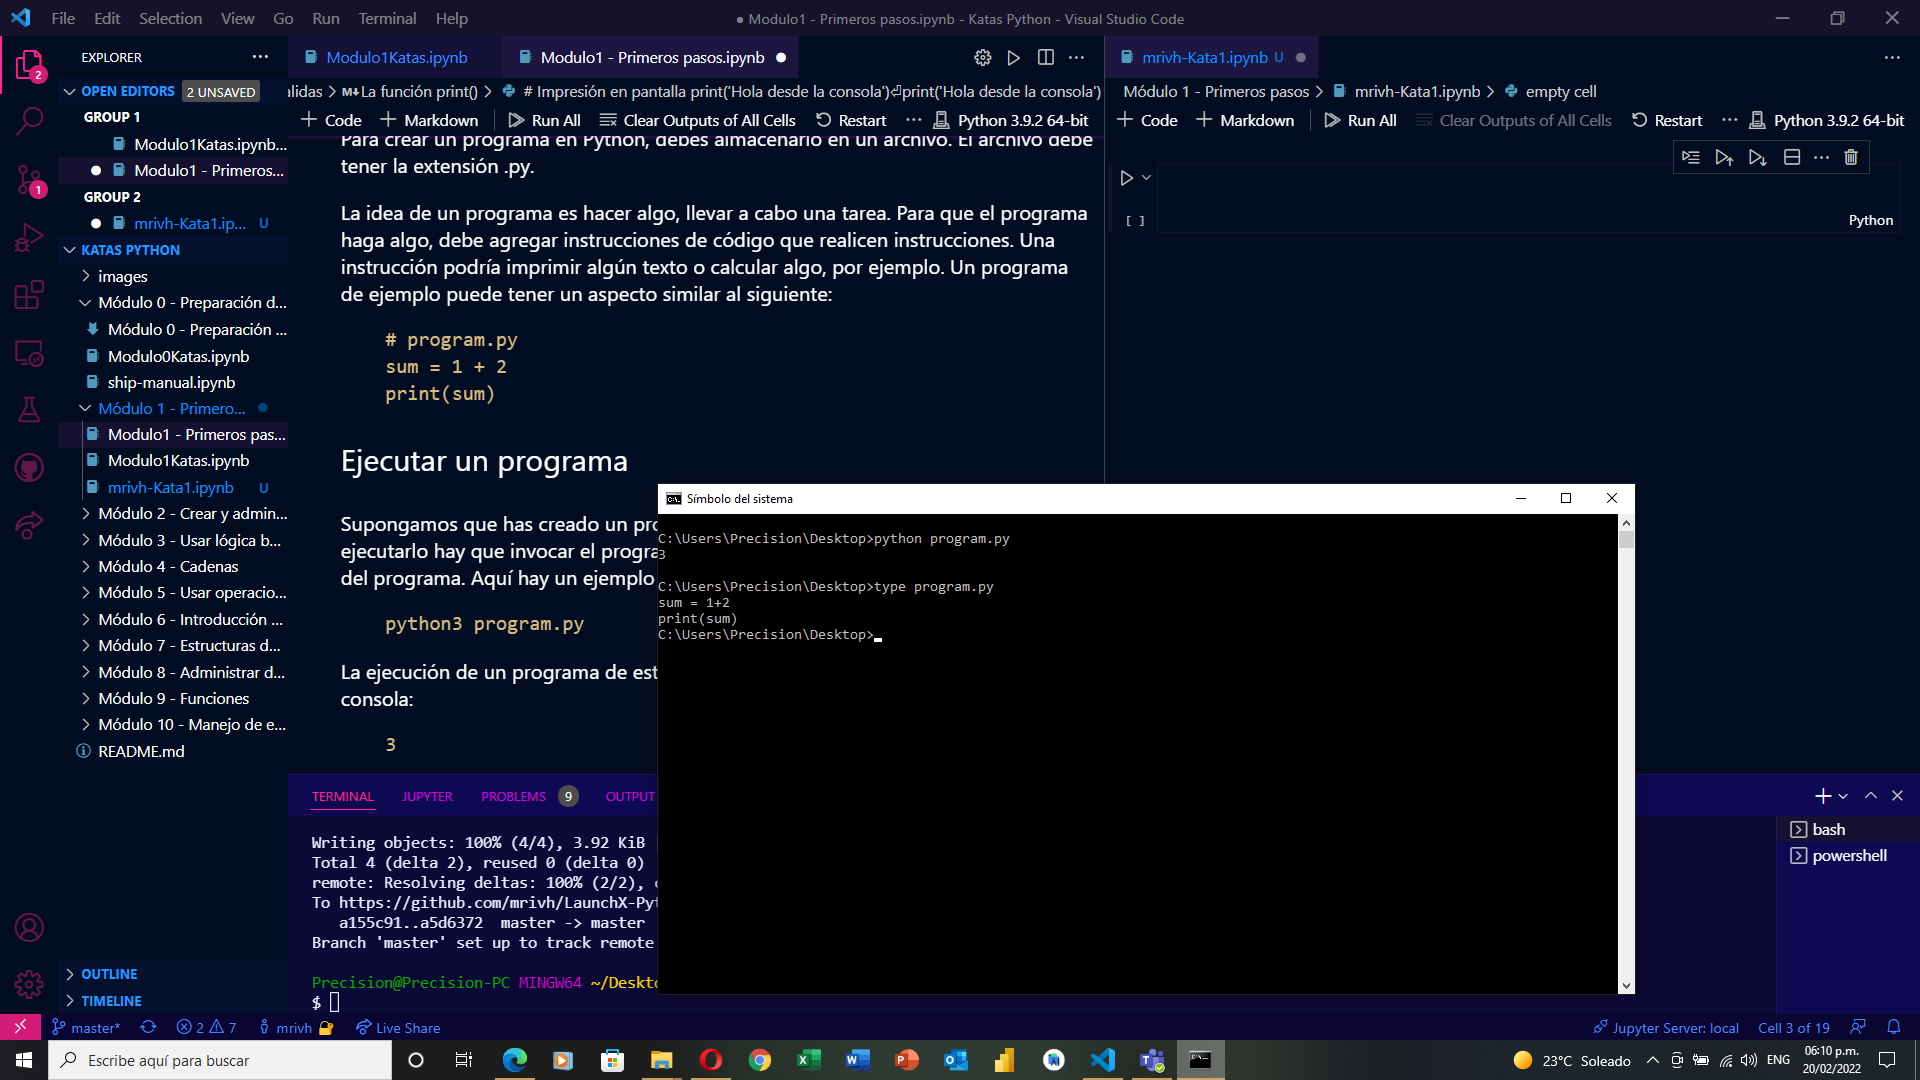 File Edit Selection View Go Run Terminal Help
● Modulo1 - Primeros pasos.ipynb - Katas Python - Visual Studio Code
EXPLORER
OPEN EDITORS 2 UNSAVED
GROUP 1
Modulo1Katas.ipynb...
Modulo1 - Primeros...
GROUP 2
mrivh-Kata1.ip... U
KATAS PYTHON
images
Módulo 0 - Preparación d...
Módulo 0 - Preparación ...
Modulo0Katas.ipynb
ship-manual.ipynb
Módulo 1 - Primero...
Modulo1 - Primeros pas...
Modulo1Katas.ipynb
mrivh-Kata1.ipynb U
Módulo 2 - Crear y admin...
Módulo 3 - Usar lógica b...
Módulo 4 - Cadenas
Módulo 5 - Usar operacio...
Módulo 6 - Introducción ...
Módulo 7 - Estructuras d...
Módulo 8 - Administrar d...
Módulo 9 - Funciones
Módulo 10 - Manejo de e...
README.md
OUTLINE
TIMELINE
2
1
Modulo1Katas.ipynb
Modulo1 - Primeros pasos.ipynb ●
alidas > M↓La función print() > # Impresión en pantalla print('Hola desde la consola')⏎print('Hola desde la consola')
+ Code + Markdown Run All Clear Outputs of All Cells Restart ... Python 3.9.2 64-bit
Para crear un programa en Python, debes almacenarlo en un archivo. El archivo debe
tener la extensión .py.
La idea de un programa es hacer algo, llevar a cabo una tarea. Para que el programa
haga algo, debe agregar instrucciones de código que realicen instrucciones. Una
instrucción podría imprimir algún texto o calcular algo, por ejemplo. Un programa
de ejemplo puede tener un aspecto similar al siguiente:
# program.py
sum = 1 + 2
print(sum)
Ejecutar un programa
Supongamos que has creado un pro
ejecutarlo hay que invocar el progra
del programa. Aquí hay un ejemplo
python3 program.py
La ejecución de un programa de est
consola:
3
mrivh-Kata1.ipynb U ●
Módulo 1 - Primeros pasos > mrivh-Kata1.ipynb > empty cell
+ Code + Markdown Run All Clear Outputs of All Cells Restart ... Python 3.9.2 64-bit
[ ]
Python
Símbolo del sistema
C:\Users\Precision\Desktop>python program.py
3
C:\Users\Precision\Desktop>type program.py
sum = 1+2
print(sum)
C:\Users\Precision\Desktop>
TERMINAL JUPYTER PROBLEMS 9 OUTPUT
Writing objects: 100% (4/4), 3.92 KiB
Total 4 (delta 2), reused 0 (delta 0)
remote: Resolving deltas: 100% (2/2),
To https://github.com/mrivh/LaunchX-Pyt
a155c91..a5d6372 master -> master
Branch 'master' set up to track remote
Precision@Precision-PC MINGW64 ~/Deskto
$
bash
powershell
master* 2 7 mrivh Live Share
Jupyter Server: local Cell 3 of 19
Escribe aquí para buscar
23°C Soleado ENG
06:10 p.m.
20/02/2022